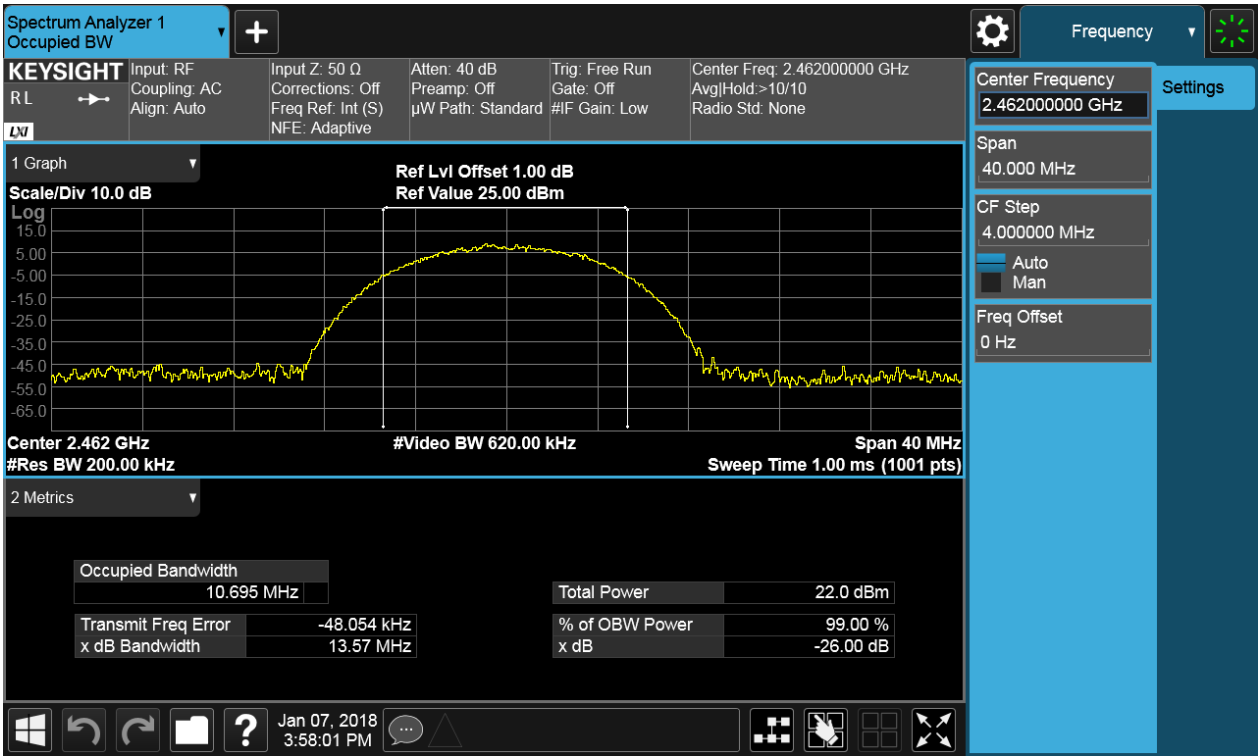 Spectrum Analyzer 1
Occupied BW
Frequency
KEYSIGHT
R L
LXI
Input: RF
Coupling: AC
Align: Auto
Input Z: 50 Ω
Corrections: Off
Freq Ref: Int (S)
NFE: Adaptive
Atten: 40 dB
Preamp: Off
µW Path: Standard
Trig: Free Run
Gate: Off
#IF Gain: Low
Center Freq: 2.462000000 GHz
Avg|Hold:>10/10
Radio Std: None
Center Frequency
2.462000000 GHz
Settings
Span
40.000 MHz
CF Step
4.000000 MHz
Auto
Man
Freq Offset
0 Hz
1 Graph
Scale/Div 10.0 dB
Ref Lvl Offset 1.00 dB
Ref Value 25.00 dBm
Log
15.0
5.00
-5.00
-15.0
-25.0
-35.0
-45.0
-55.0
-65.0
Center 2.462 GHz
#Video BW 620.00 kHz
Span 40 MHz
#Res BW 200.00 kHz
Sweep Time 1.00 ms (1001 pts)
2 Metrics
Occupied Bandwidth
10.695 MHz
Total Power 22.0 dBm
Transmit Freq Error -48.054 kHz
% of OBW Power 99.00 %
x dB Bandwidth 13.57 MHz
x dB -26.00 dB
?
Jan 07, 2018
3:58:01 PM